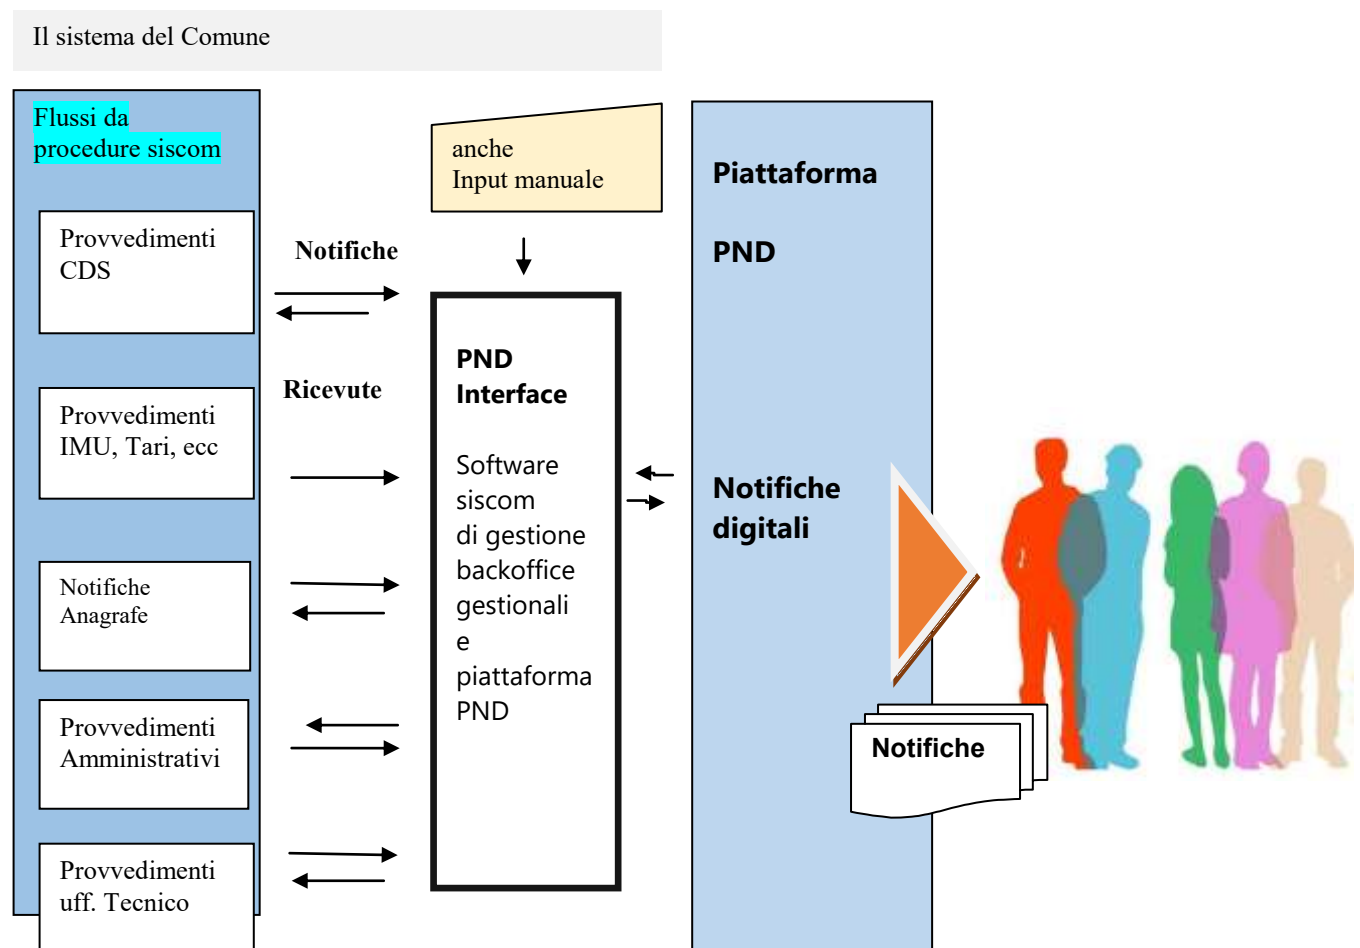 Il sistema del Comune
Flussi da
procedure siscom
Provvedimenti
CDS
Provvedimenti
IMU, Tari, ecc
Notifiche
Anagrafe
Provvedimenti
Amministrativi
Provvedimenti
uff. Tecnico
Notifiche
Ricevute
anche
Input manuale
PND
Interface
Software
siscom
di gestione
backoffice
gestionali
e
piattaforma
PND
Piattaforma
PND
Notifiche
digitali
Notifiche